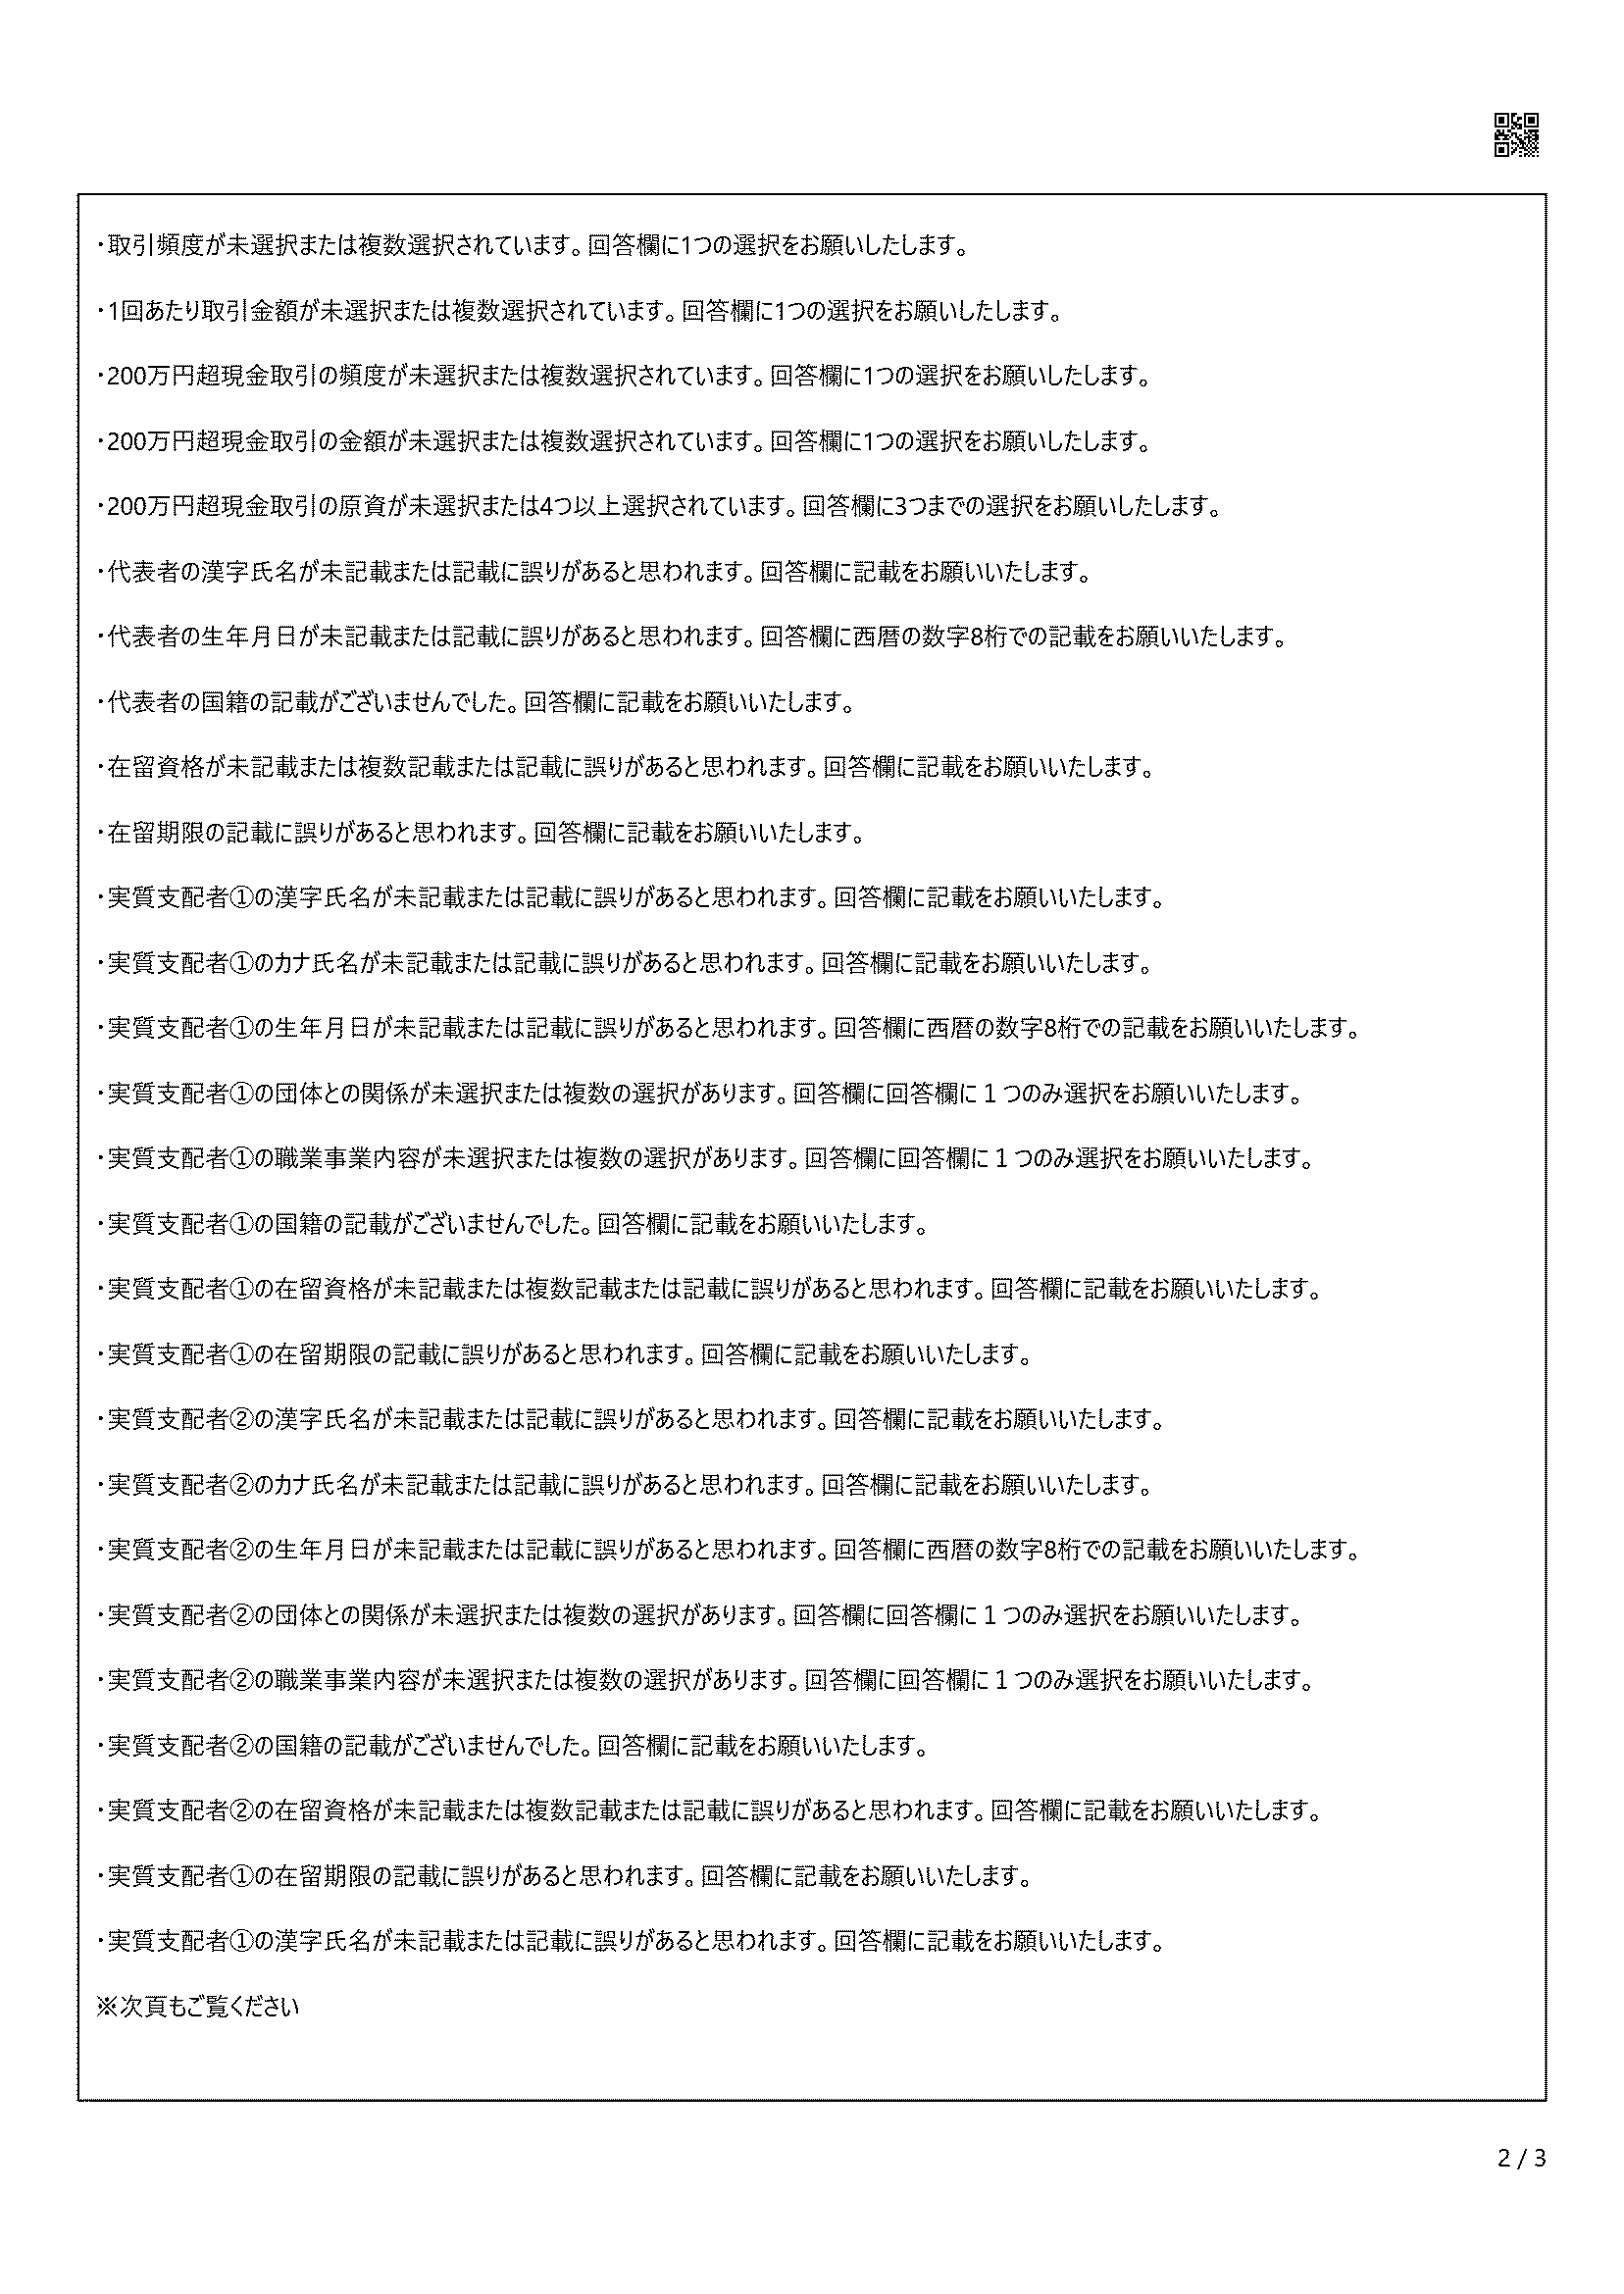 ・取引頻度が未選択または複数選択されています。回答欄に1つの選択をお願いしたします。
・1回あたり取引金額が未選択または複数選択されています。回答欄に1つの選択をお願いしたします。
・200万円超現金取引の頻度が未選択または複数選択されています。回答欄に1つの選択をお願いしたします。
・200万円超現金取引の金額が未選択または複数選択されています。回答欄に1つの選択をお願いしたします。
・200万円超現金取引の原資が未選択または4つ以上選択されています。回答欄に3つまでの選択をお願いしたします。
・代表者の漢字氏名が未記載または記載に誤りがあると思われます。回答欄に記載をお願いいたします。
・代表者の生年月日が未記載または記載に誤りがあると思われます。回答欄に西暦の数字8桁での記載をお願いいたします。
・代表者の国籍の記載がございませんでした。回答欄に記載をお願いいたします。
・在留資格が未記載または複数記載または記載に誤りがあると思われます。回答欄に記載をお願いいたします。
・在留期限の記載に誤りがあると思われます。回答欄に記載をお願いいたします。
・実質支配者①の漢字氏名が未記載または記載に誤りがあると思われます。回答欄に記載をお願いいたします。
・実質支配者①のカナ氏名が未記載または記載に誤りがあると思われます。回答欄に記載をお願いいたします。
・実質支配者①の生年月日が未記載または記載に誤りがあると思われます。回答欄に西暦の数字8桁での記載をお願いいたします。
・実質支配者①の団体との関係が未選択または複数の選択があります。回答欄に回答欄に１つのみ選択をお願いいたします。
・実質支配者①の職業事業内容が未選択または複数の選択があります。回答欄に回答欄に１つのみ選択をお願いいたします。
・実質支配者①の国籍の記載がございませんでした。回答欄に記載をお願いいたします。
・実質支配者①の在留資格が未記載または複数記載または記載に誤りがあると思われます。回答欄に記載をお願いいたします。
・実質支配者①の在留期限の記載に誤りがあると思われます。回答欄に記載をお願いいたします。
・実質支配者②の漢字氏名が未記載または記載に誤りがあると思われます。回答欄に記載をお願いいたします。
・実質支配者②のカナ氏名が未記載または記載に誤りがあると思われます。回答欄に記載をお願いいたします。
・実質支配者②の生年月日が未記載または記載に誤りがあると思われます。回答欄に西暦の数字8桁での記載をお願いいたします。
・実質支配者②の団体との関係が未選択または複数の選択があります。回答欄に回答欄に１つのみ選択をお願いいたします。
・実質支配者②の職業事業内容が未選択または複数の選択があります。回答欄に回答欄に１つのみ選択をお願いいたします。
・実質支配者②の国籍の記載がございませんでした。回答欄に記載をお願いいたします。
・実質支配者②の在留資格が未記載または複数記載または記載に誤りがあると思われます。回答欄に記載をお願いいたします。
・実質支配者①の在留期限の記載に誤りがあると思われます。回答欄に記載をお願いいたします。
・実質支配者①の漢字氏名が未記載または記載に誤りがあると思われます。回答欄に記載をお願いいたします。
※次頁もご覧ください
2 / 3